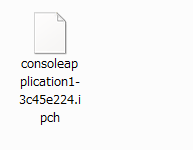 consoleap
plication1-
3c45e224.i
pch